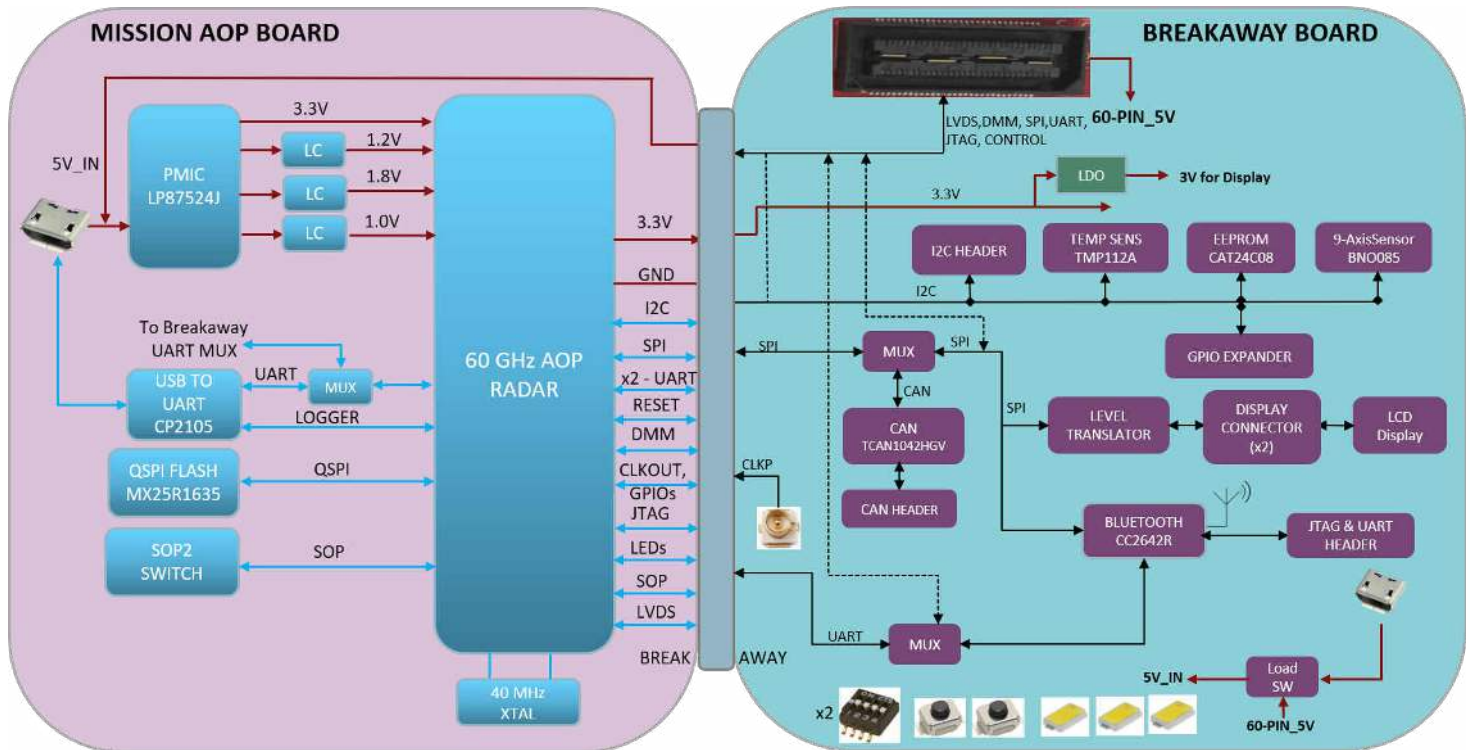 MISSION AOP BOARD
BREAKAWAY BOARD
5V_IN
PMIC
LP87524J
3.3V
LC
1.2V
LC
1.8V
LC
1.0V
To Breakaway
UART MUX
USB TO
UART
CP2105
UART
MUX
LOGGER
QSPI FLASH
MX25R1635
QSPI
SOP2
SWITCH
SOP
60 GHz AOP
RADAR
40 MHz
XTAL
3.3V
GND
I2C
SPI
x2 - UART
RESET
DMM
CLKOUT,
GPIOs
JTAG
LEDs
SOP
LVDS
BREAK
AWAY
LVDS,DMM, SPI,UART,
JTAG, CONTROL
60-PIN_5V
LDO
3V for Display
3.3V
I2C HEADER
TEMP SENS
TMP112A
EEPROM
CAT24C08
9-AxisSensor
BNO085
I2C
GPIO EXPANDER
SPI
MUX
SPI
CAN
CAN
TCAN1042HGV
CAN HEADER
SPI
LEVEL
TRANSLATOR
DISPLAY
CONNECTOR
(x2)
LCD
Display
CLKP
BLUETOOTH
CC2642R
JTAG & UART
HEADER
UART
MUX
5V_IN
Load
SW
60-PIN_5V
x2